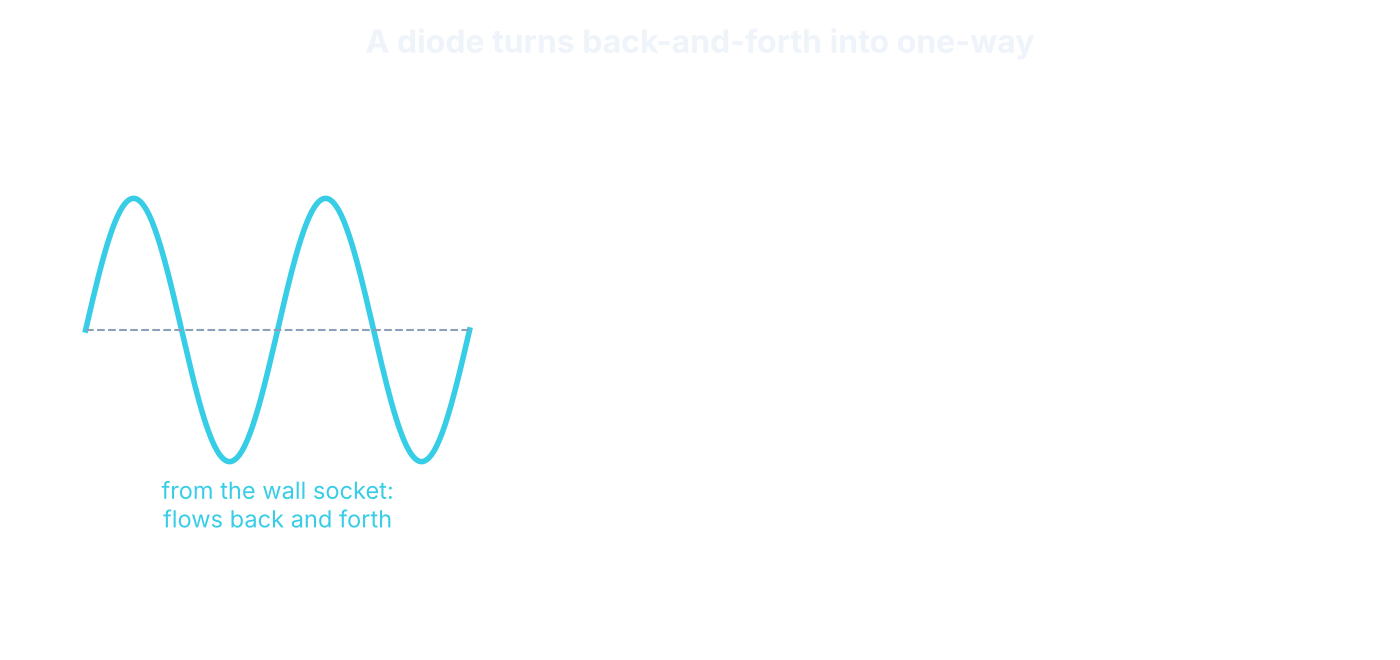 A diode turns back-and-forth into one-way
from the wall socket:
flows back and forth